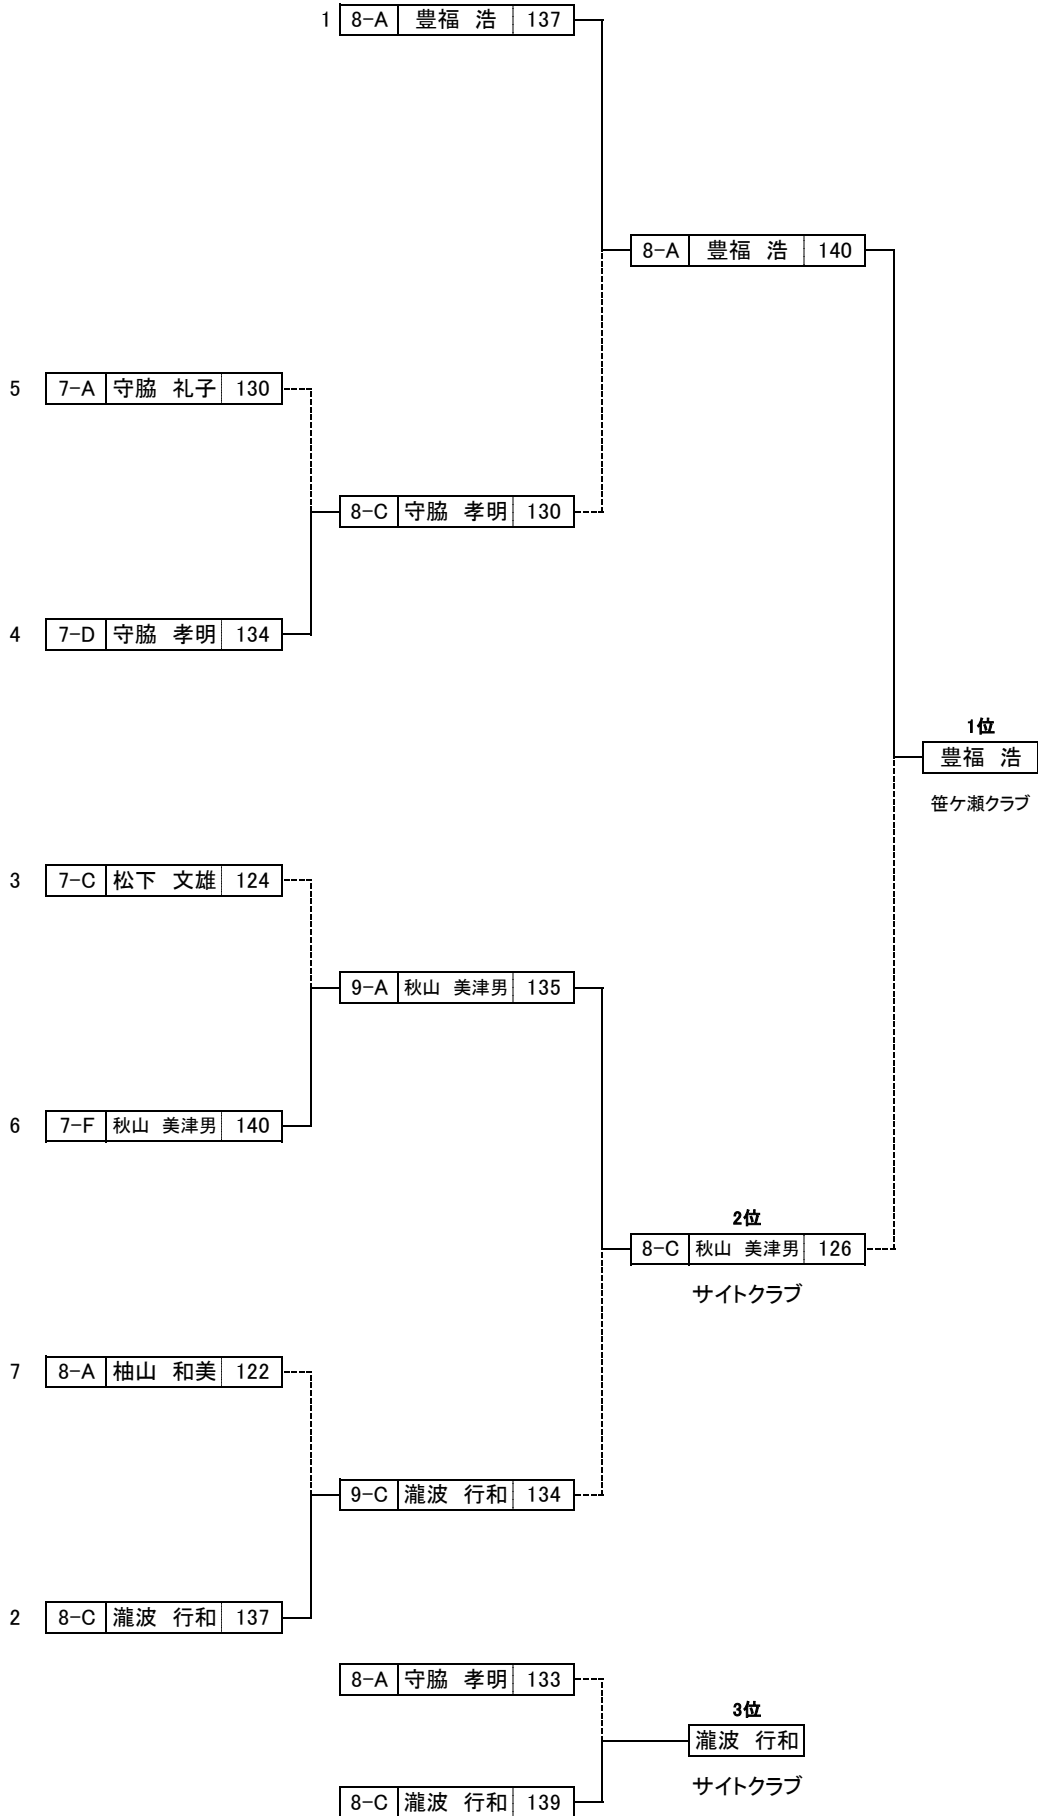 1 8-A 豊福 浩 137
8-A 豊福 浩 140
5 7-A 守脇 礼子 130
8-C 守脇 孝明 130
4 7-D 守脇 孝明 134
1位
豊福 浩
笹ケ瀬クラブ
3 7-C 松下 文雄 124
9-A 秋山 美津男 135
6 7-F 秋山 美津男 140
2位
8-C 秋山 美津男 126
サイトクラブ
7 8-A 柚山 和美 122
9-C 瀧波 行和 134
2 8-C 瀧波 行和 137
8-A 守脇 孝明 133
3位
瀧波 行和
サイトクラブ
8-C 瀧波 行和 139